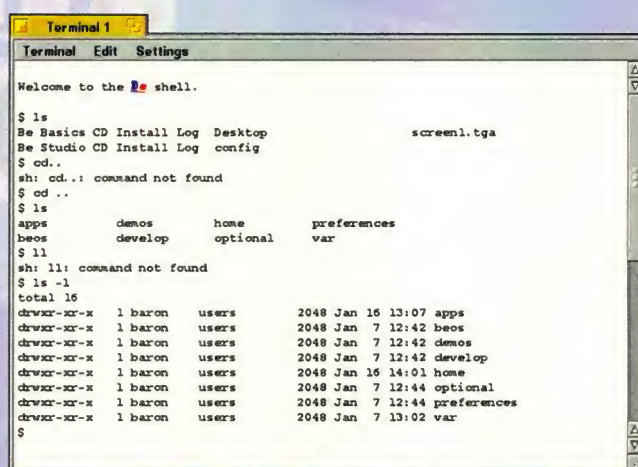 Terminal 1
Terminal Edit Settings
Welcome to the Be shell.
$ ls
Be Basics CD Install Log Desktop screen1.tga
Be Studio CD Install Log config
$ cd..
sh: cd..: command not found
$ cd ..
$ ls
apps demos home preferences
beos develop optional var
$ ll
sh: ll: command not found
$ ls -l
total 16
drwxr-xr-x 1 baron users 2048 Jan 16 13:07 apps
drwxr-xr-x 1 baron users 2048 Jan 7 12:42 beos
drwxr-xr-x 1 baron users 2048 Jan 7 12:42 demos
drwxr-xr-x 1 baron users 2048 Jan 7 12:42 develop
drwxr-xr-x 1 baron users 2048 Jan 16 14:01 home
drwxr-xr-x 1 baron users 2048 Jan 7 12:44 optional
drwxr-xr-x 1 baron users 2048 Jan 7 12:44 preferences
drwxr-xr-x 1 baron users 2048 Jan 7 13:02 var
$